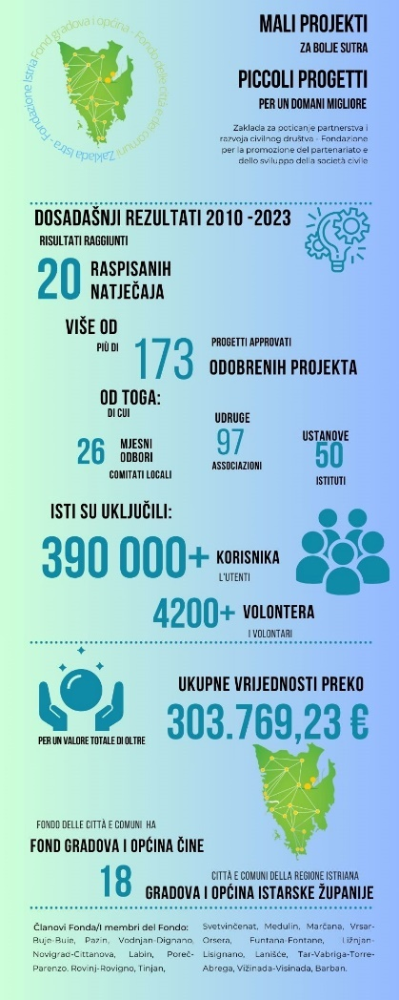 Fond gradova i općina - Fondo delle città e dei comuni
Zaklada Istra - Fondazione Istria
MALI PROJEKTI
ZA BOLJE SUTRA
PICCOLI PROGETTI
PER UN DOMANI MIGLIORE
Zaklada za poticanje partnerstva i
razvoja civilnog društva - Fondazione
per la promozione del partenariato e
dello sviluppo della società civile
DOSADAŠNJI REZULTATI 2010 -2023
RISULTATI RAGGIUNTI
20 RASPISANIH
NATJEČAJA
VIŠE OD
PIÙ DI
173
PROGETTI APPROVATI
ODOBRENIH PROJEKTA
OD TOGA:
DI CUI
26 MJESNI
ODBORI
COMITATI LOCALI
UDRUGE
97
ASSOCIAZIONI
USTANOVE
50
ISTITUTI
ISTI SU UKLJUČILI:
390 000+ KORISNIKA
L'UTENTI
4200+ VOLONTERA
I VOLONTARI
UKUPNE VRIJEDNOSTI PREKO
303.769,23 €
PER UN VALORE TOTALE DI OLTRE
FONDO DELLE CITTÀ E COMUNI HA
FOND GRADOVA I OPĆINA ČINE
18
CITTÀ E COMUNI DELLA REGIONE ISTRIANA
GRADOVA I OPĆINA ISTARSKE ŽUPANIJE
Članovi Fonda/I membri del Fondo:
Buje-Buie, Pazin, Vodnjan-Dignano,
Novigrad-Cittanova, Labin, Poreč-
Parenzo. Rovinj-Rovigno, Tinjan,
Svetvinčenat, Medulin, Marčana, Vrsar-
Orsera, Funtana-Fontane, Ližnjan-
Lisignano, Lanišće, Tar-Vabriga-Torre-
Abrega, Vižinada-Visinada, Barban.